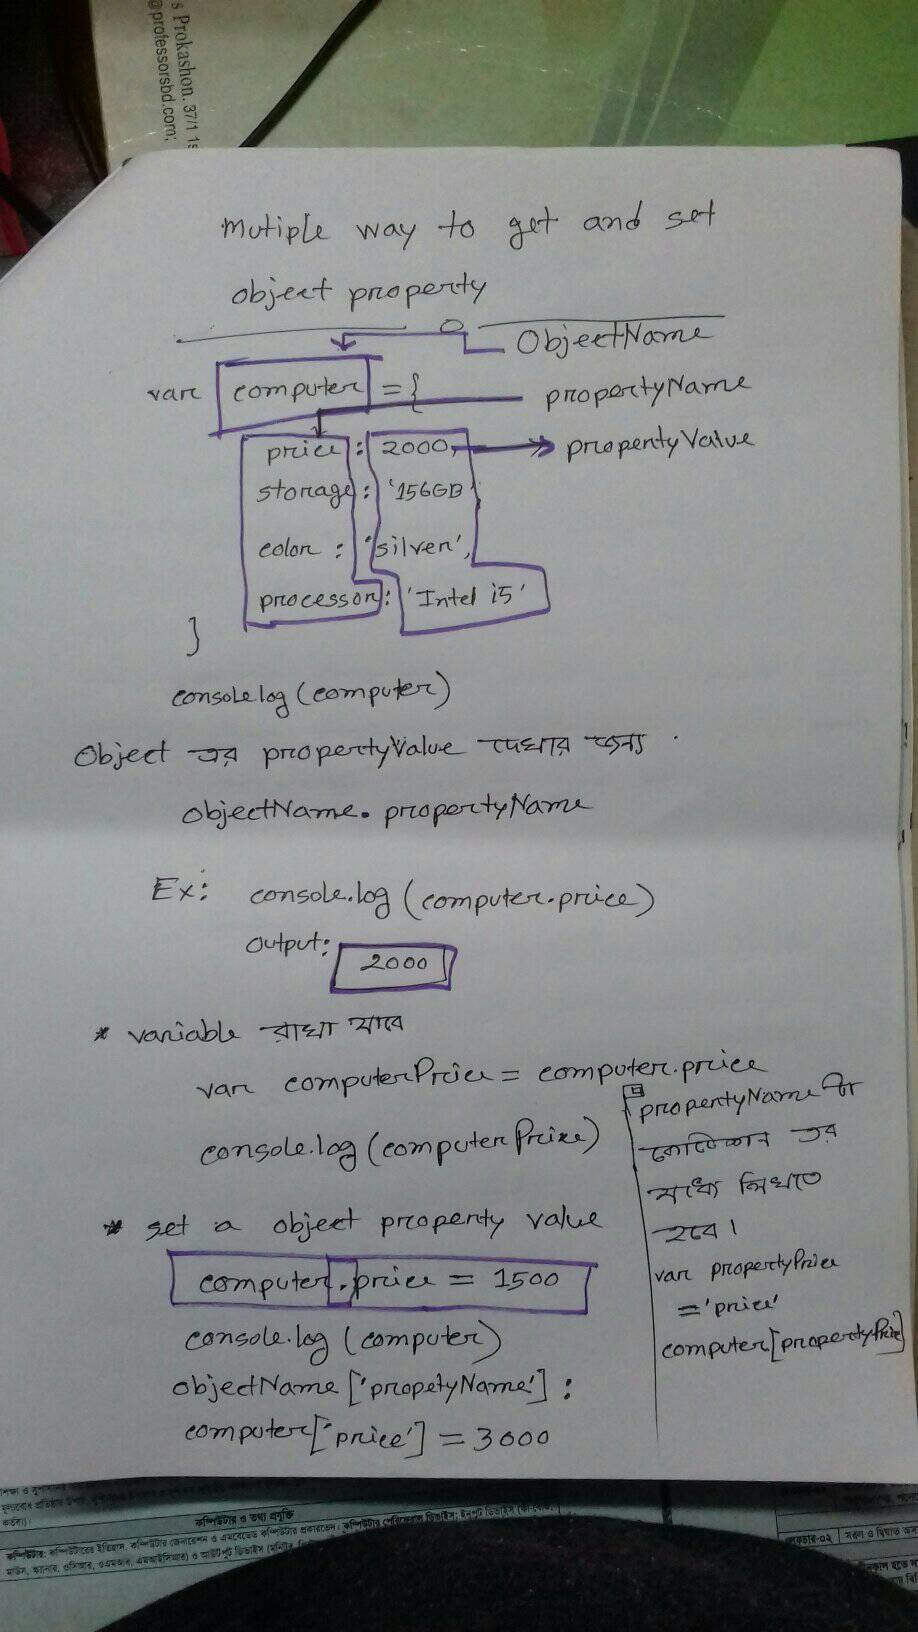 s Prokashon. 37/1
@professorsbd.com;
Mutiple way to get and set
object property
ObjectName
var computer = {
propertyName
price : 2000,
propertyValue
storage : '156GB'
color : 'silver',
processor : 'Intel i5'
}
console.log (computer)
Object এর propertyValue দেখার জন্য
objectName. propertyName
Ex: console.log (computer.price)
Output:
2000
* variable রাখা যাবে
var computerPrice = computer.price
console.log (computerPrice)
propertyName টা
কোটেশন এর
মধ্যে লিখতে
হবে।
var propertyPrice
= 'price'
computer[propertyPrice]
* set a object property value
computer.price = 1500
console.log (computer)
objectName ['propetyName'] :
computer['price'] = 3000
কম্পিউটার ও তথ্য প্রযুক্তি